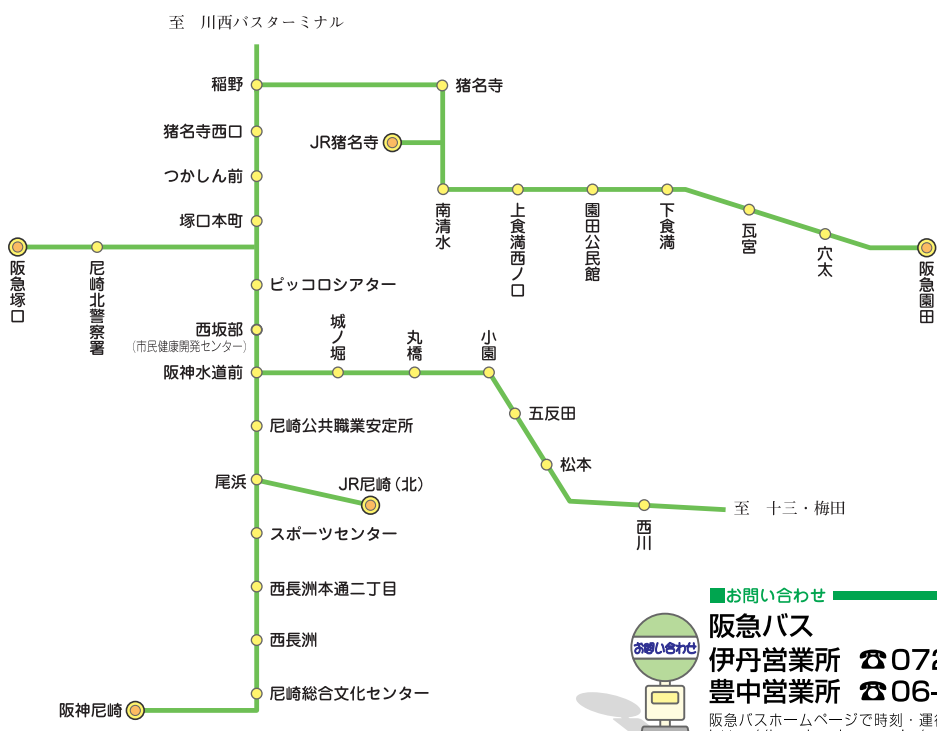 至　川西バスターミナル
稲野
猪名寺
猪名寺西口
JR猪名寺
つかしん前
塚口本町
南清水
上食満西ノ口
園田公民館
下食満
瓦宮
穴太
阪急園田
阪急塚口
尼崎北警察署
ピッコロシアター
西坂部
(市民健康開発センター)
城ノ堀
丸橋
小園
阪神水道前
五反田
尼崎公共職業安定所
松本
尾浜
JR尼崎(北)
至　十三・梅田
西川
スポーツセンター
西長洲本通二丁目
西長洲
尼崎総合文化センター
阪神尼崎
■お問い合わせ
お問い合わせ
阪急バス
伊丹営業所　☎072
豊中営業所　☎06-
阪急バスホームページで時刻・運